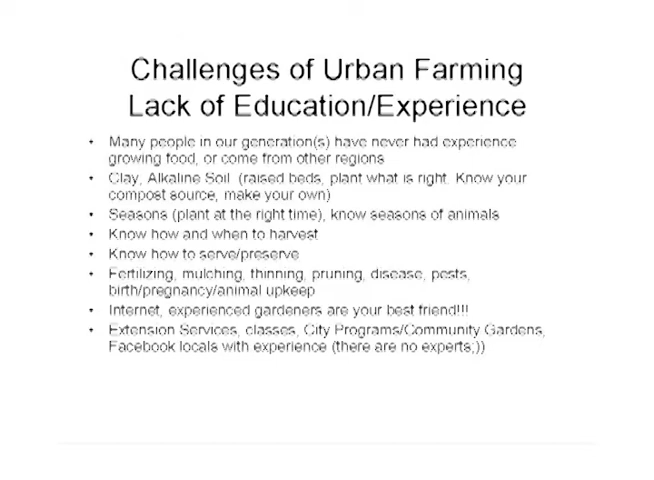 Challenges of Urban Farming
Lack of Education/Experience
• Many people in our generation(s) have never had experience
growing food, or come from other regions
• Clay, Alkaline Soil (raised beds, plant what is right. Know your
compost source, make your own)
• Seasons (plant at the right time), know seasons of animals
• Know how and when to harvest
• Know how to serve/preserve
• Fertilizing, mulching, thinning, pruning, disease, pests,
birth/pregnancy/animal upkeep
• Internet, experienced gardeners are your best friend!!!
• Extension Services, classes, City Programs/Community Gardens,
Facebook locals with experience (there are no experts;))